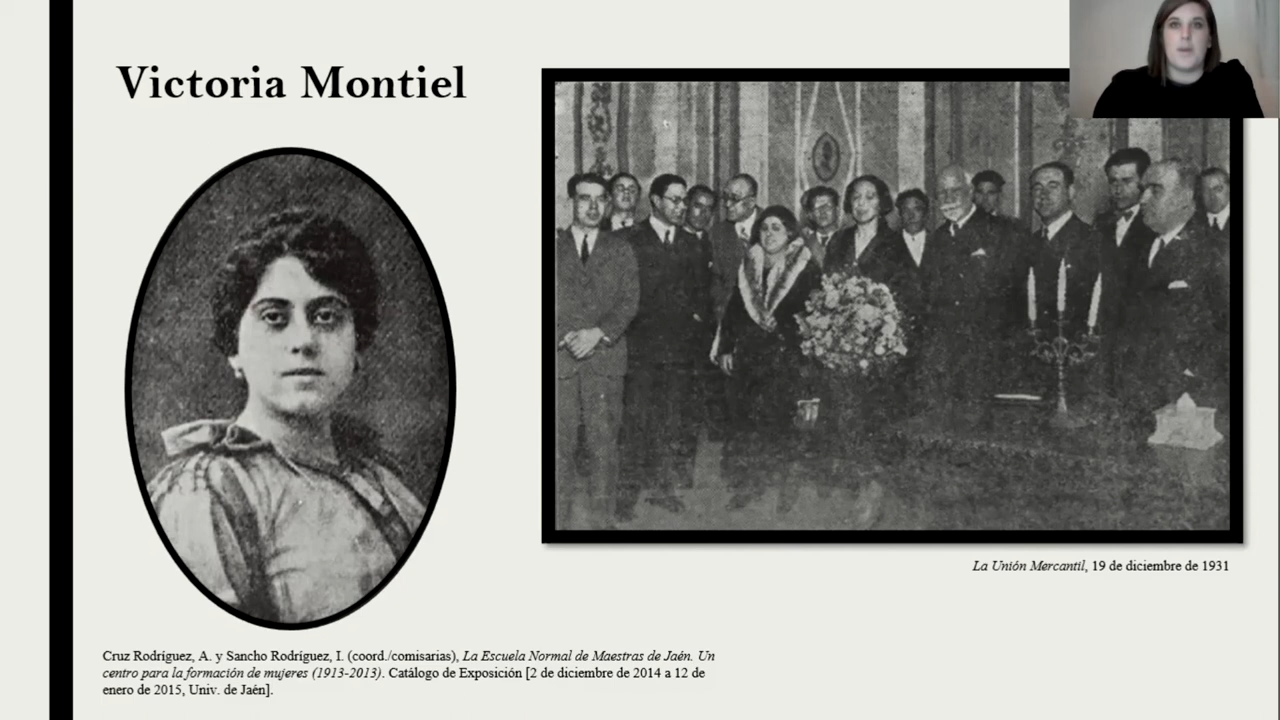 Victoria Montiel
La Unión Mercantil, 19 de diciembre de 1931
Cruz Rodríguez, A. y Sancho Rodríguez, I. (coord./comisarias), La Escuela Normal de Maestras de Jaén. Un
centro para la formación de mujeres (1913-2013). Catálogo de Exposición [2 de diciembre de 2014 a 12 de
enero de 2015, Univ. de Jaén].